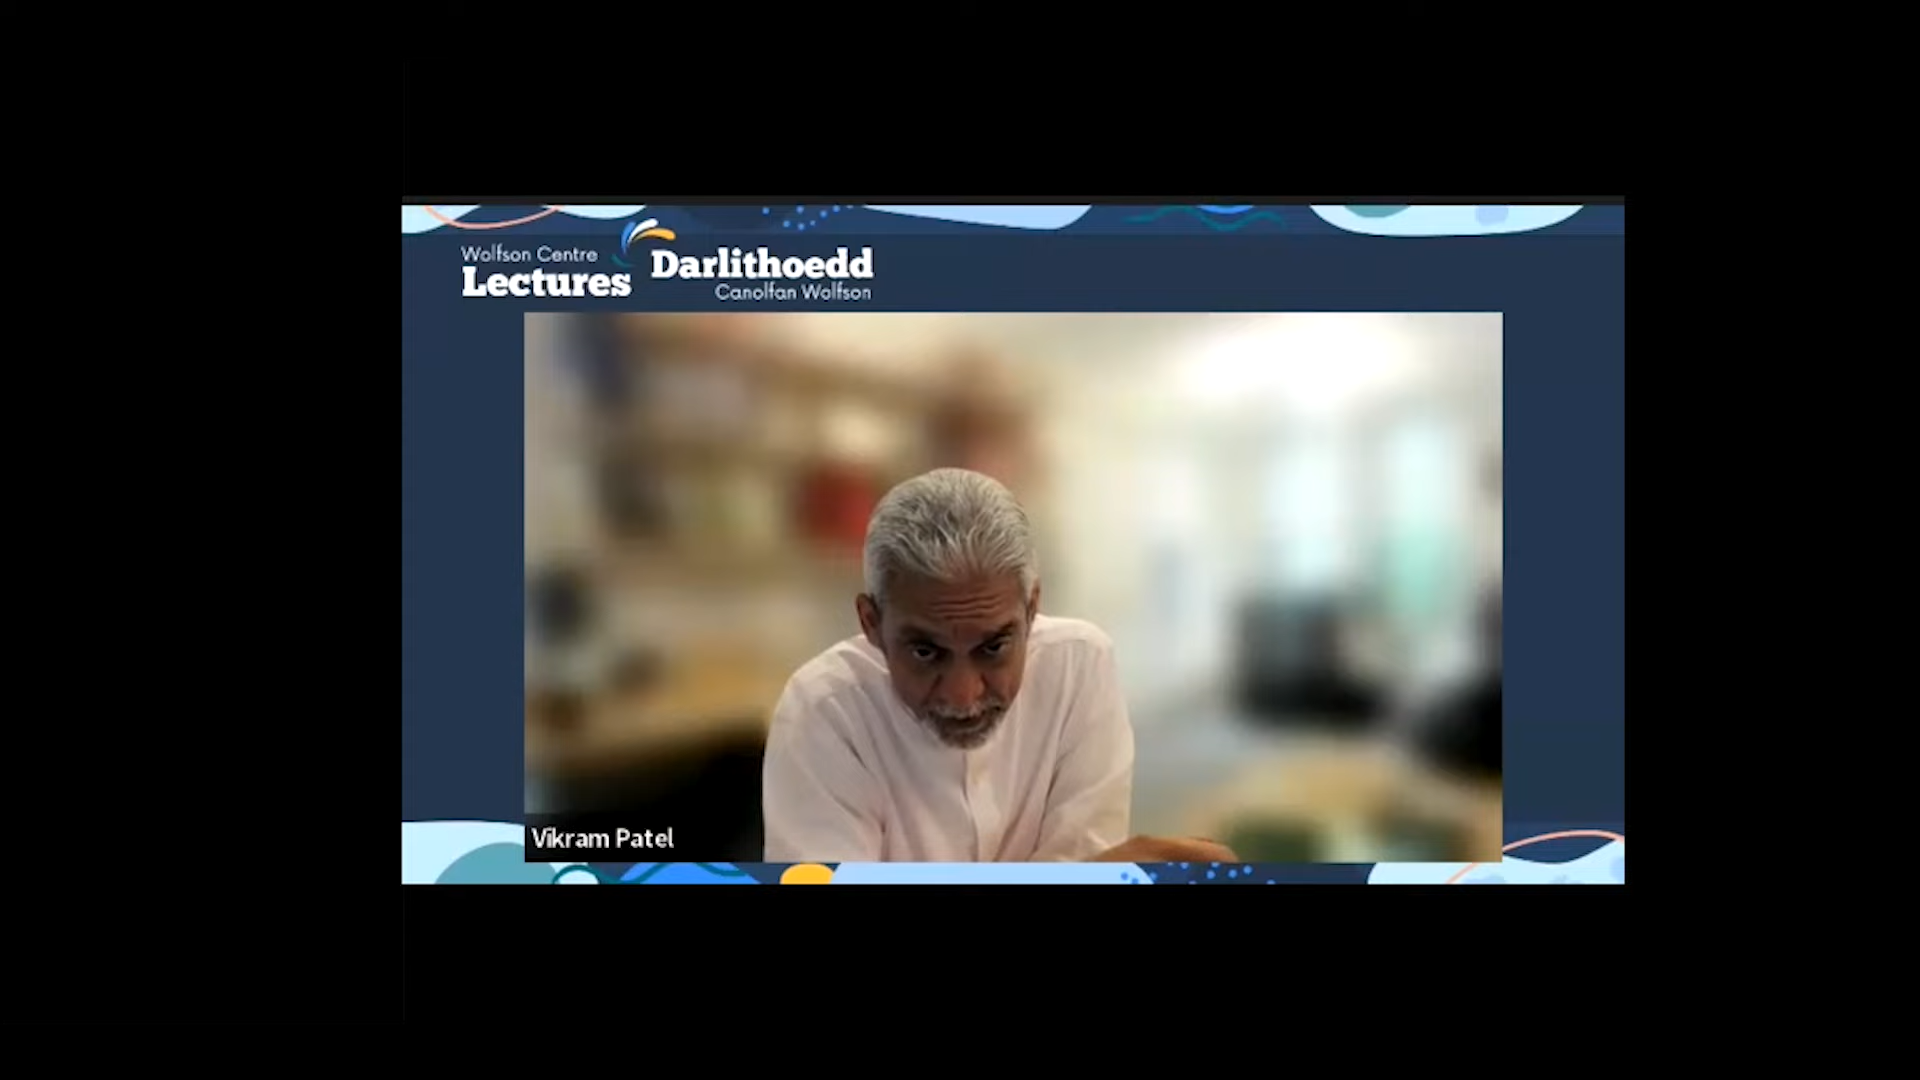 Wolfson Centre
Lectures
Darlithoedd
Canolfan Wolfson
Vikram Patel